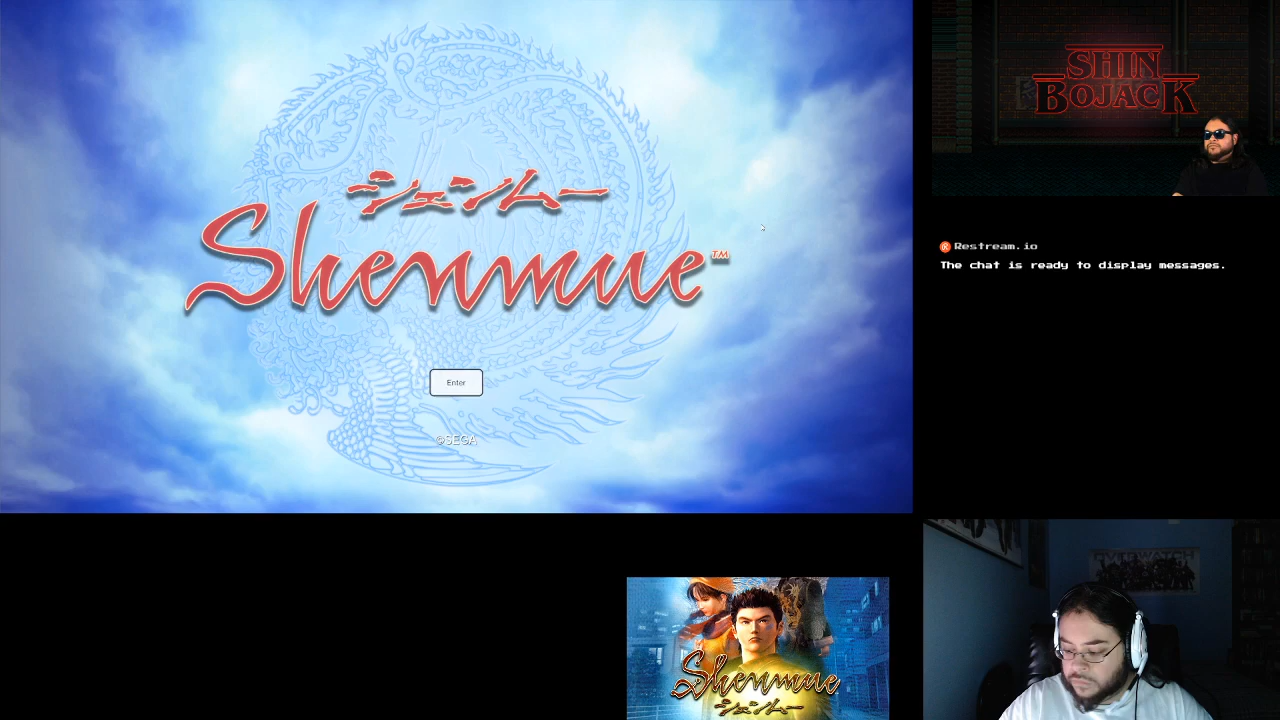 シェンムー
Shenmue™
Enter
©SEGA
SHIN
BOJACK
Restream.io
The chat is ready to display messages.
OVERWATCH
Shenmue
シェンムー